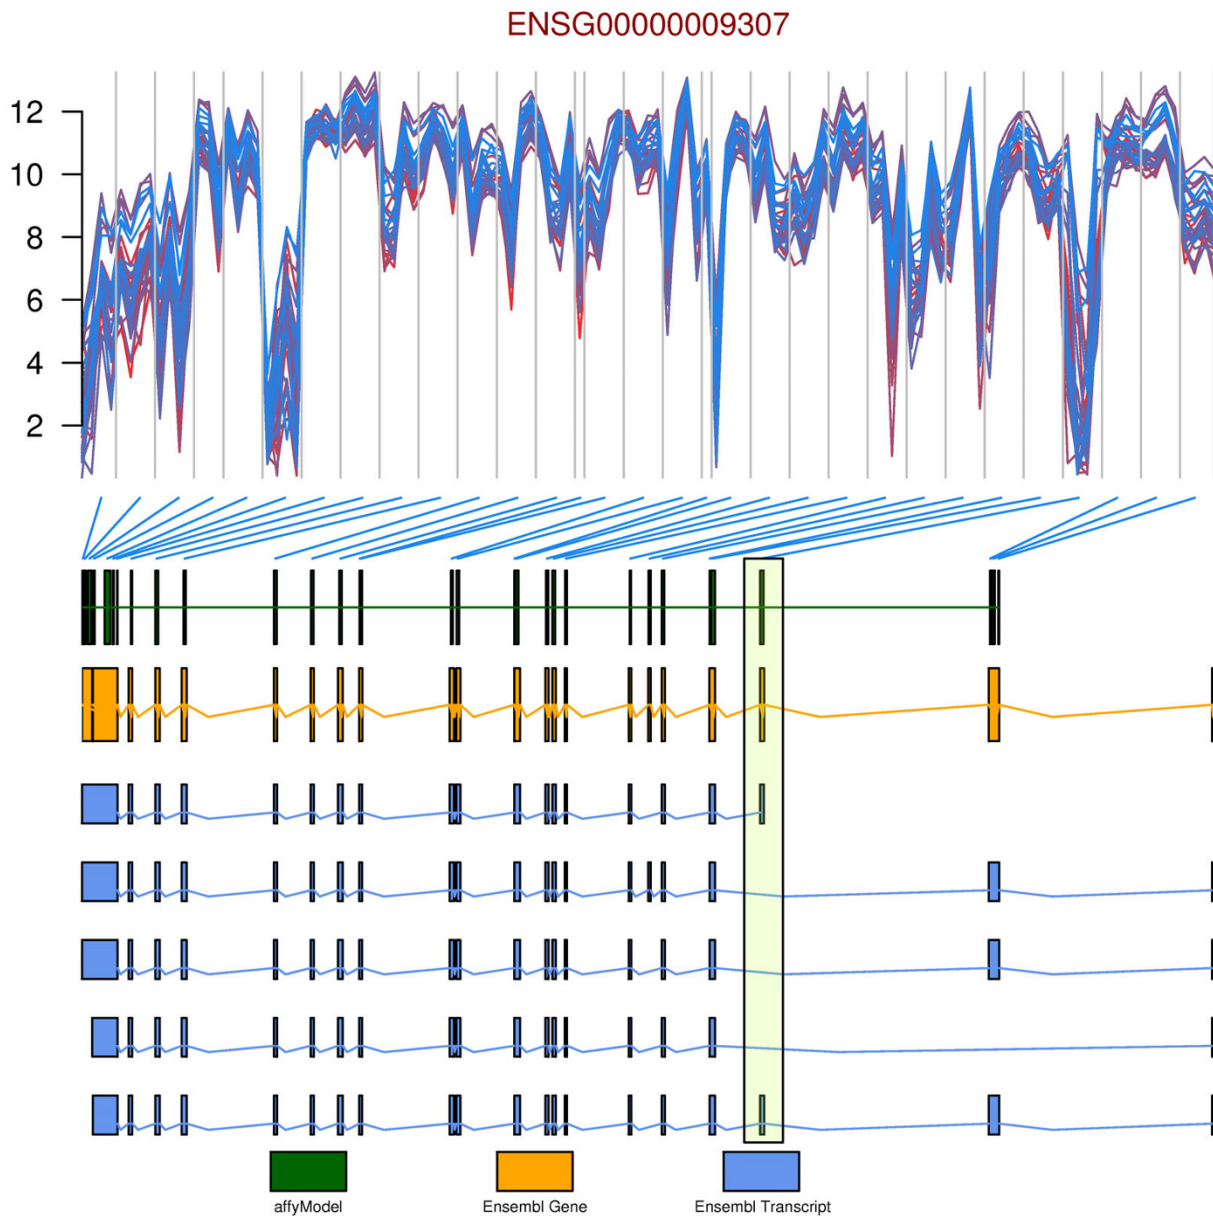 ENSG00000009307
12
10
8
6
4
2
affyModel
Ensembl Gene
Ensembl Transcript